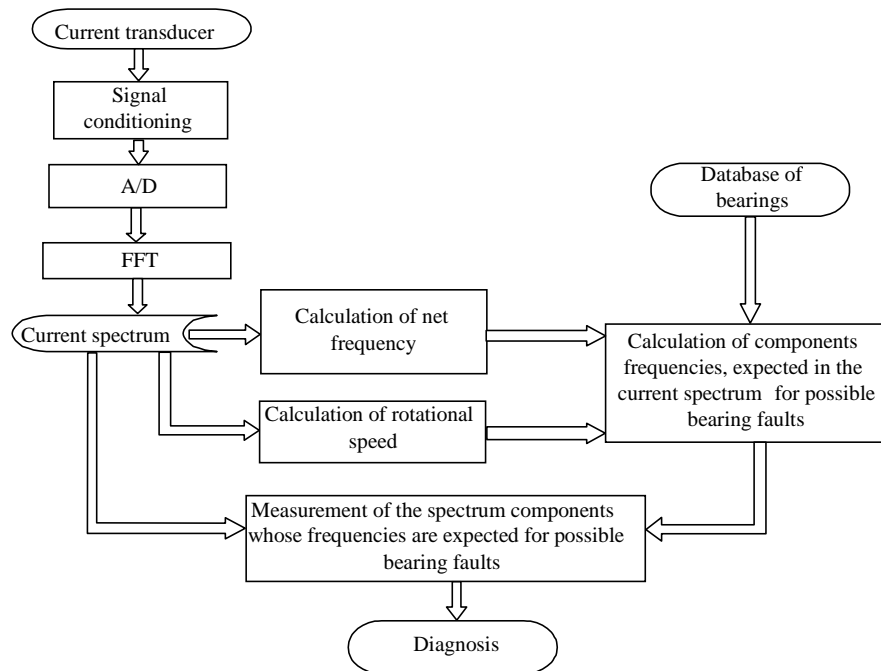 Current transducer
Signal
conditioning
A/D
Database of
bearings
FFT
Current spectrum
Calculation of net
frequency
Calculation of components
frequencies, expected in the
current spectrum for possible
bearing faults
Calculation of rotational
speed
Measurement of the spectrum components
whose frequencies are expected for possible
bearing faults
Diagnosis